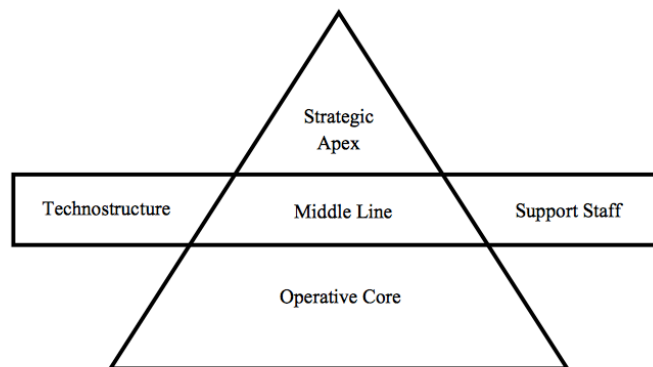 Strategic
Apex
Technostructure
Middle Line
Support Staff
Operative Core